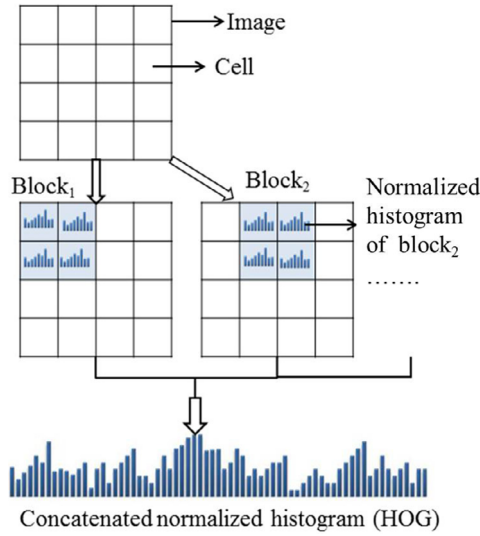 Image
Cell
Block₁
Block₂
Normalized
histogram
of block₂
.......
Concatenated normalized histogram (HOG)